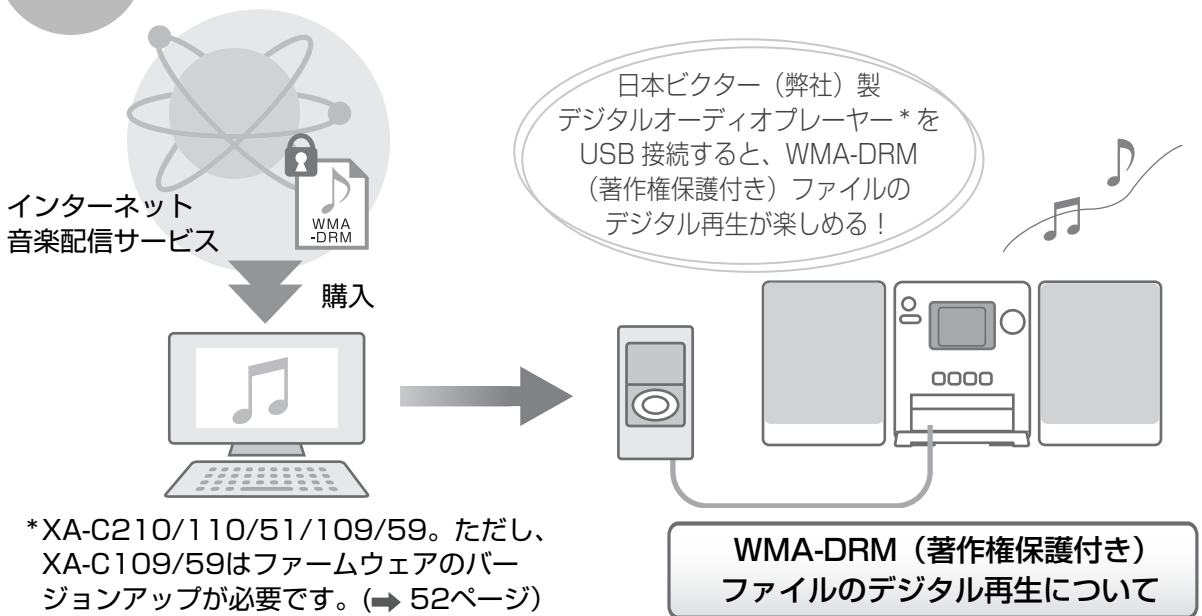 インターネット
音楽配信サービス
WMA
-DRM
購入
日本ビクター（弊社）製
デジタルオーディオプレーヤー * を
USB 接続すると、WMA-DRM
（著作権保護付き）ファイルの
デジタル再生が楽しめる！
*XA-C210/110/51/109/59。ただし、
XA-C109/59はファームウェアのバー
ジョンアップが必要です。(➡ 52ページ)
WMA-DRM（著作権保護付き）
ファイルのデジタル再生について